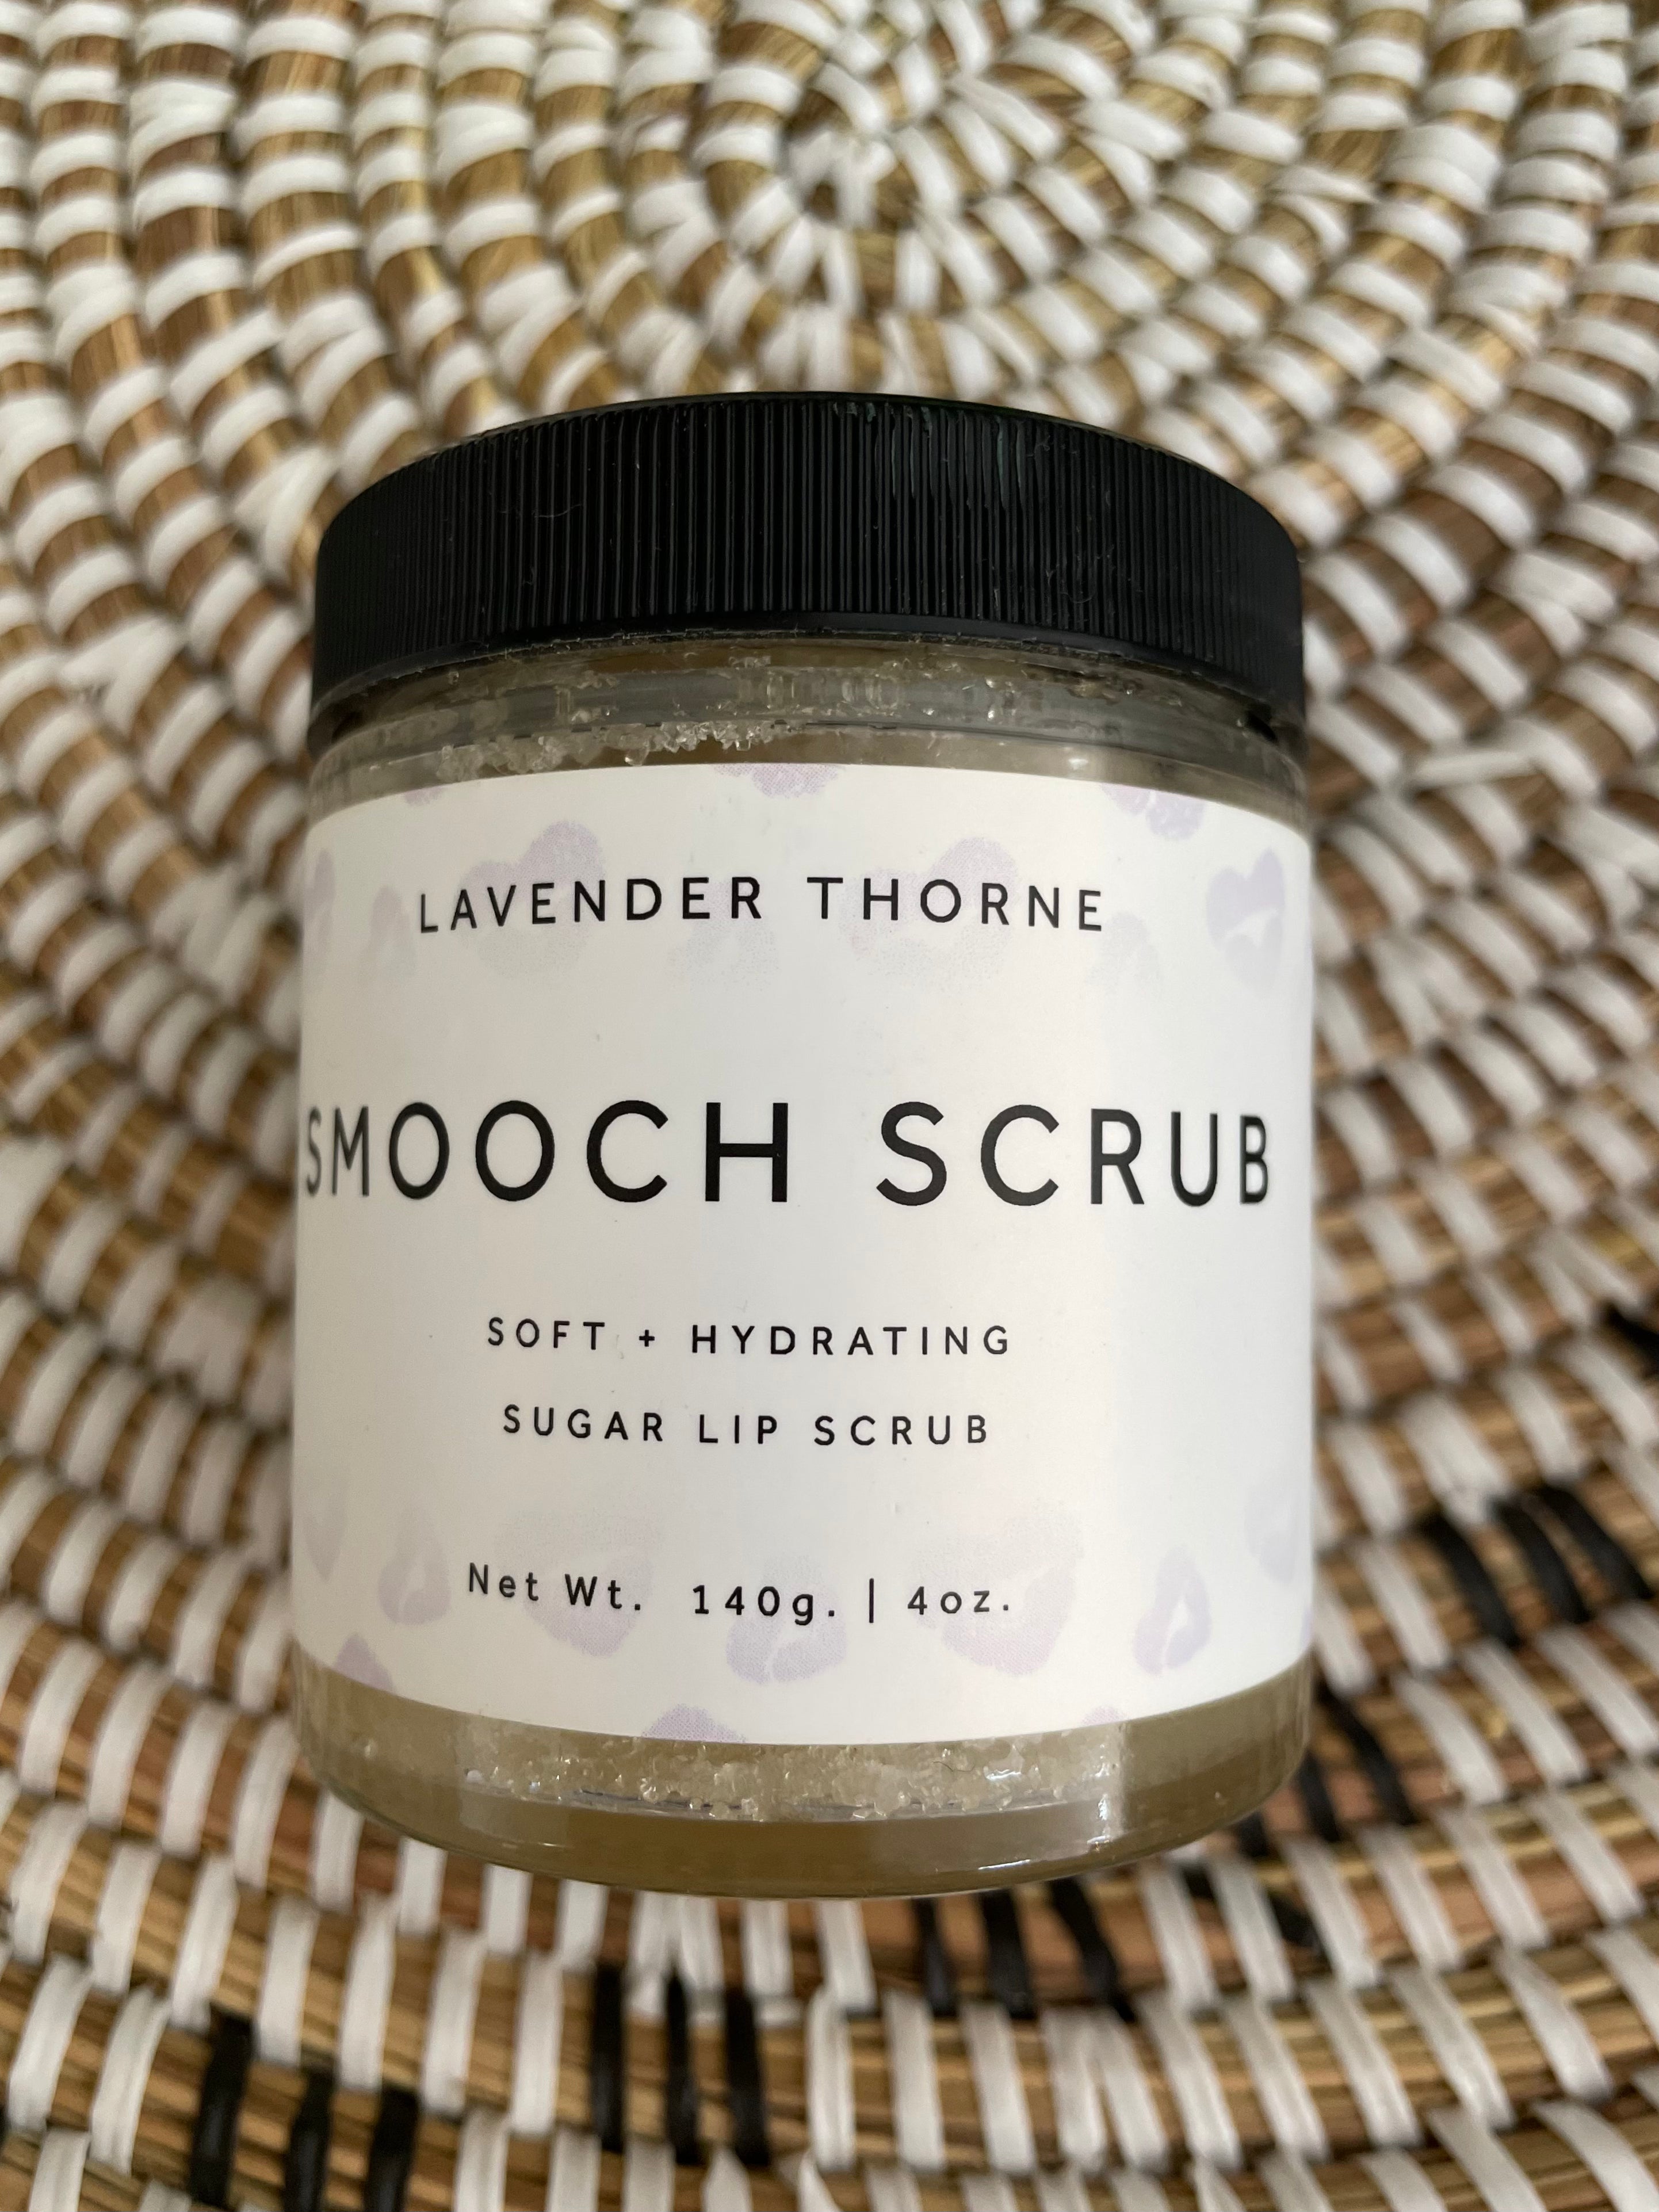 LAVENDER THORNE
SMOOCH SCRUB
SOFT + HYDRATING
SUGAR LIP SCRUB
Net Wt. 140g. | 4oz.